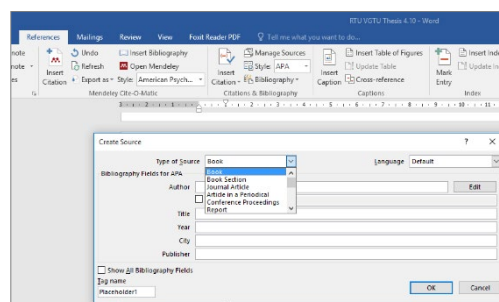 RTU VGTU Thesis 4.10 - Word
References Mailings Review View Foxit Reader PDF Tell me what you want to do...
note Undo Insert Bibliography Manage Sources Insert Table of Figures Insert Inde
note Refresh Open Mendeley Style: APA Update Table Update In
es Insert Citation Export as Style: American Psych... Insert Citation Bibliography Insert Caption Cross-reference Mark Entry
Mendeley Cite-O-Matic Citations & Bibliography Captions Index
Create Source ? X
Type of Source Book Language Default
Bibliography Fields for APA
Book
Book Section
Journal Article
Article in a Periodical
Conference Proceedings
Report
Author Edit
Title
Year
City
Publisher
Show All Bibliography Fields
Tag name
Placeholder1
OK Cancel